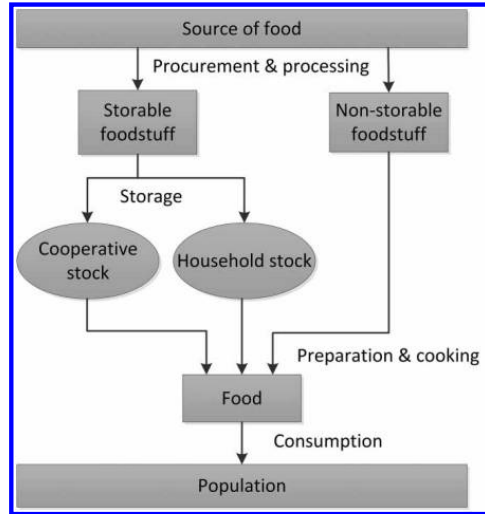 Source of food
Procurement & processing
Storable
foodstuff
Non-storable
foodstuff
Storage
Cooperative
stock
Household stock
Preparation & cooking
Food
Consumption
Population